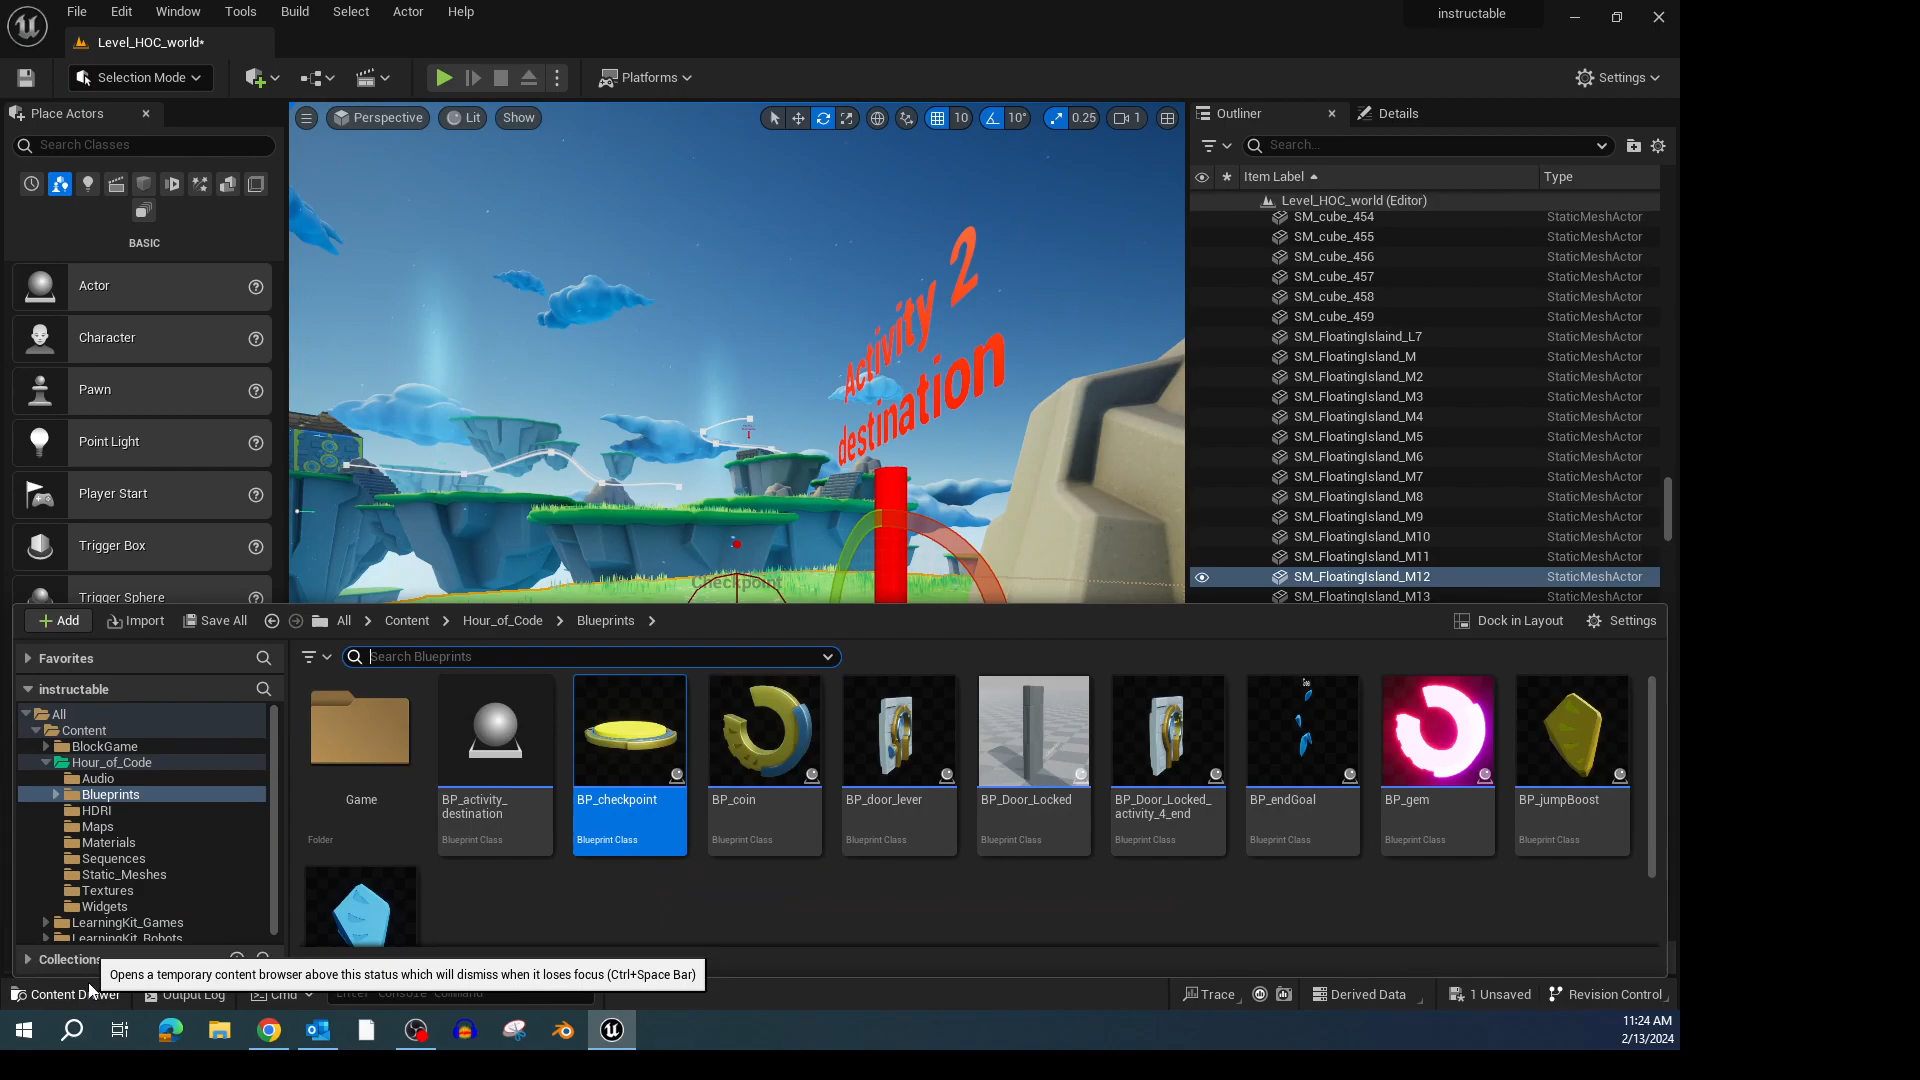 File Edit Window Tools Build Select Actor Help
instructable
Level_HOC_world*
Selection Mode
Platforms
Settings
Place Actors
Search Classes
BASIC
Actor
Character
Pawn
Point Light
Player Start
Trigger Box
Trigger Sphere
Perspective Lit Show
10 10° 0.25 1
Activity 2
destination
Checkpoint
Outliner Details
Search...
Item Label Type
Level_HOC_world (Editor)
SM_cube_454 StaticMeshActor
SM_cube_455 StaticMeshActor
SM_cube_456 StaticMeshActor
SM_cube_457 StaticMeshActor
SM_cube_458 StaticMeshActor
SM_cube_459 StaticMeshActor
SM_FloatingIslaind_L7 StaticMeshActor
SM_FloatingIsland_M StaticMeshActor
SM_FloatingIsland_M2 StaticMeshActor
SM_FloatingIsland_M3 StaticMeshActor
SM_FloatingIsland_M4 StaticMeshActor
SM_FloatingIsland_M5 StaticMeshActor
SM_FloatingIsland_M6 StaticMeshActor
SM_FloatingIsland_M7 StaticMeshActor
SM_FloatingIsland_M8 StaticMeshActor
SM_FloatingIsland_M9 StaticMeshActor
SM_FloatingIsland_M10 StaticMeshActor
SM_FloatingIsland_M11 StaticMeshActor
SM_FloatingIsland_M12 StaticMeshActor
SM_FloatingIsland_M13 StaticMeshActor
Add Import Save All All Content Hour_of_Code Blueprints Dock in Layout Settings
Favorites
instructable
All
Content
BlockGame
Hour_of_Code
Audio
Blueprints
HDRI
Maps
Materials
Sequences
Static_Meshes
Textures
Widgets
LearningKit_Games
LearningKit_Robots
Collections
Search Blueprints
Game
Folder
BP_activity_
destination
Blueprint Class
BP_checkpoint
Blueprint Class
BP_coin
Blueprint Class
BP_door_lever
Blueprint Class
BP_Door_Locked
Blueprint Class
BP_Door_Locked_
activity_4_end
Blueprint Class
BP_endGoal
Blueprint Class
BP_gem
Blueprint Class
BP_jumpBoost
Blueprint Class
Opens a temporary content browser above this status which will dismiss when it loses focus (Ctrl+Space Bar)
Content Drawer Output Log Cmd Enter Console Command Trace Derived Data 1 Unsaved Revision Control
11:24 AM
2/13/2024